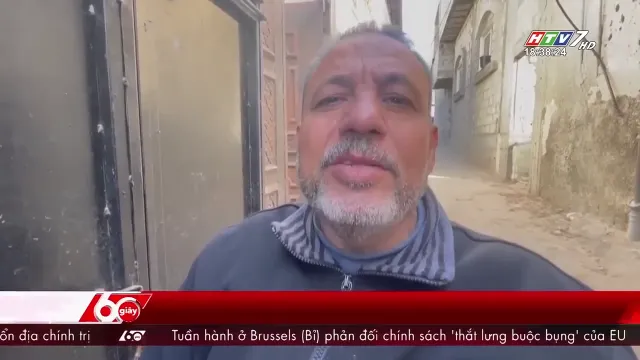 HTV7 HD
18:38:24
60 giây
ổn địa chính trị 60s Tuần hành ở Brussels (Bỉ) phản đối chính sách 'thắt lưng buộc bụng' của EU